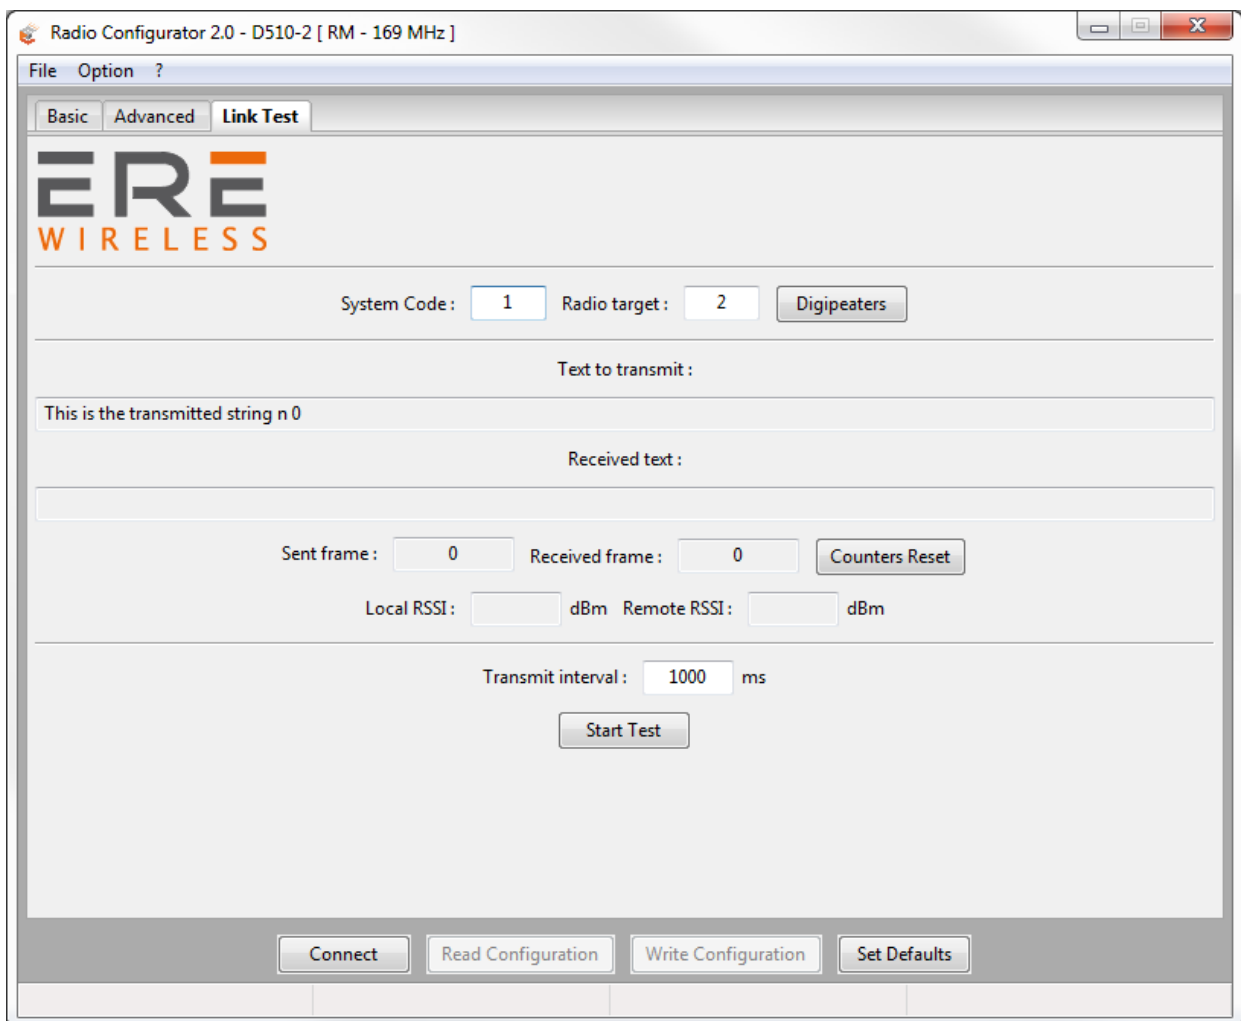 Radio Configurator 2.0 - D510-2 [ RM - 169 MHz ]
File Option ?
Basic Advanced Link Test
ERE
WIRELESS
System Code : 1 Radio target : 2 Digipeaters
Text to transmit :
This is the transmitted string n 0
Received text :
Sent frame : 0 Received frame : 0 Counters Reset
Local RSSI : dBm Remote RSSI : dBm
Transmit interval : 1000 ms
Start Test
Connect Read Configuration Write Configuration Set Defaults